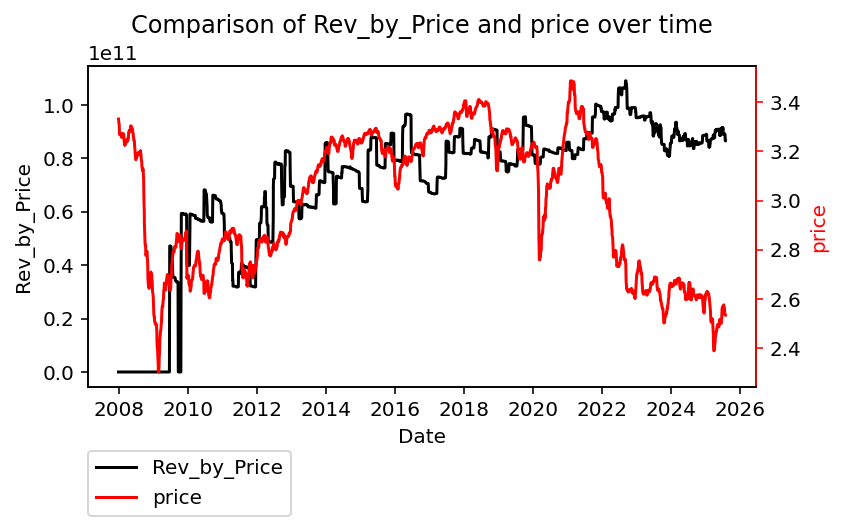 Comparison of Rev_by_Price and price over time
1e11
1.0
0.8
0.6
0.4
0.2
0.0
Rev_by_Price
3.4
3.2
3.0
2.8
2.6
2.4
price
2008 2010 2012 2014 2016 2018 2020 2022 2024 2026
Date
Rev_by_Price
price